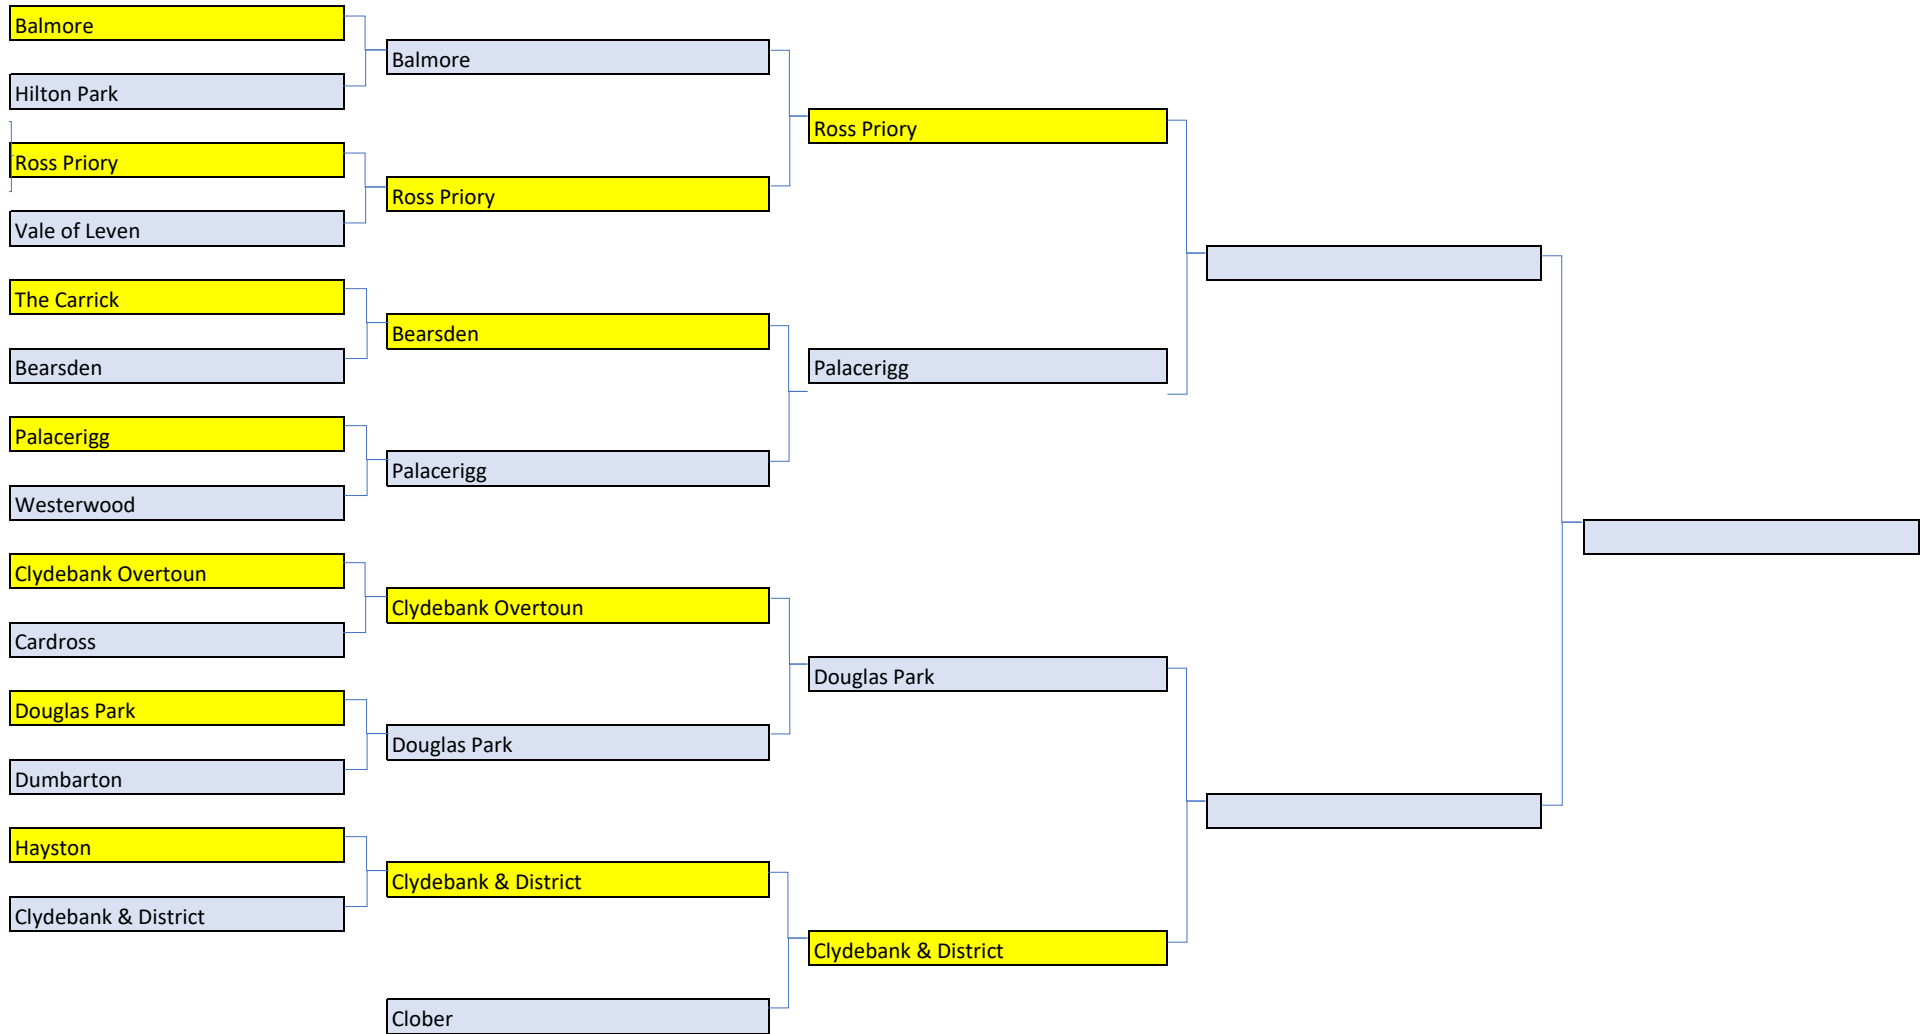 Balmore
Hilton Park
Ross Priory
Vale of Leven
The Carrick
Bearsden
Palacerigg
Westerwood
Clydebank Overtoun
Cardross
Douglas Park
Dumbarton
Hayston
Clydebank & District
Balmore
Ross Priory
Bearsden
Palacerigg
Clydebank Overtoun
Douglas Park
Clydebank & District
Clober
Ross Priory
Palacerigg
Douglas Park
Clydebank & District